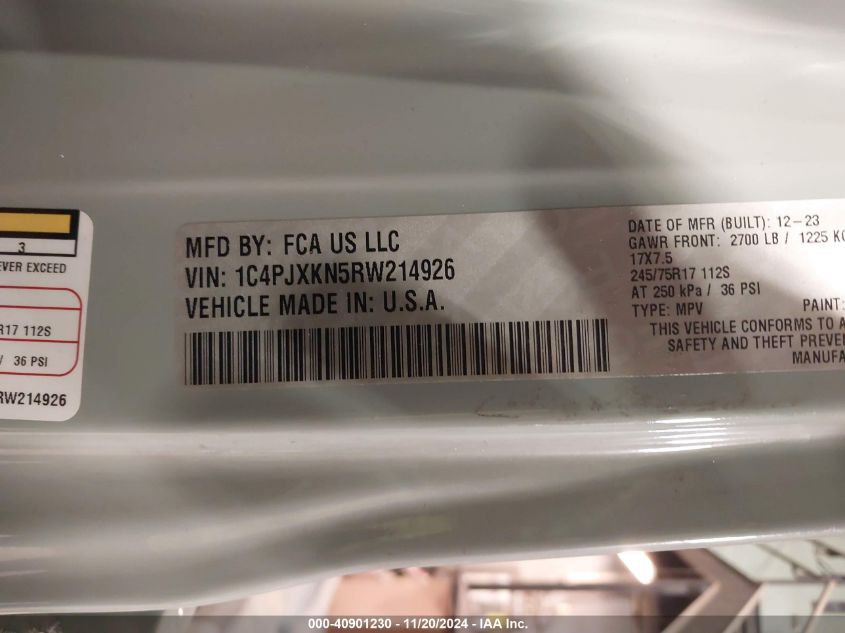 3
EVER EXCEED
R17 112S
/ 36 PSI
RW214926
MFD BY: FCA US LLC
VIN: 1C4PJXKN5RW214926
VEHICLE MADE IN: U.S.A.
DATE OF MFR (BUILT): 12-23
GAWR FRONT: 2700 LB / 1225 KG
17X7.5
245/75R17 112S
AT 250 kPa / 36 PSI
TYPE: MPV PAINT:
THIS VEHICLE CONFORMS TO A
SAFETY AND THEFT PREVEN
MANUFA
000-40901230 - 11/20/2024 - IAA Inc.